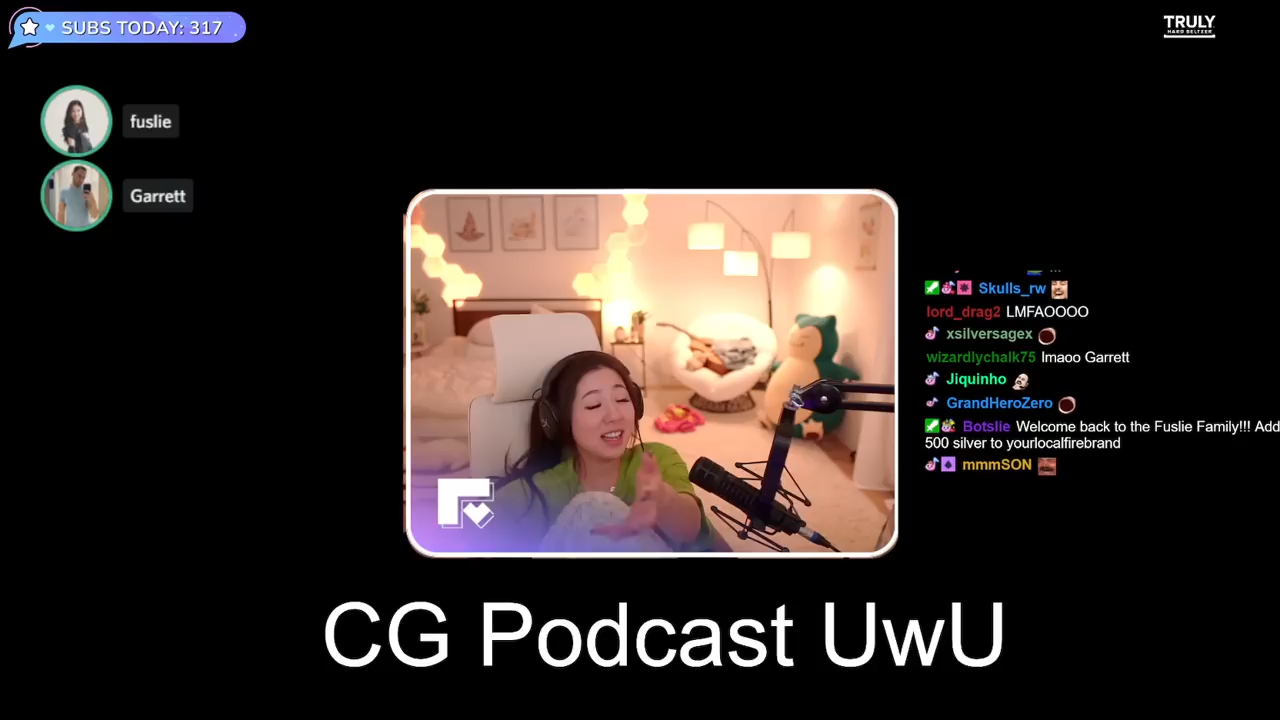 SUBS TODAY: 317
TRULY
HARD SELTZER
fuslie
Garrett
Skulls_rw
lord_drag2 LMFAOOOO
xsilversagex
wizardlychalk75 lmaoo Garrett
Jiquinho
GrandHeroZero
Botslie Welcome back to the Fuslie Family!!! Add
500 silver to yourlocalfirebrand
mmmSON
CG Podcast UwU